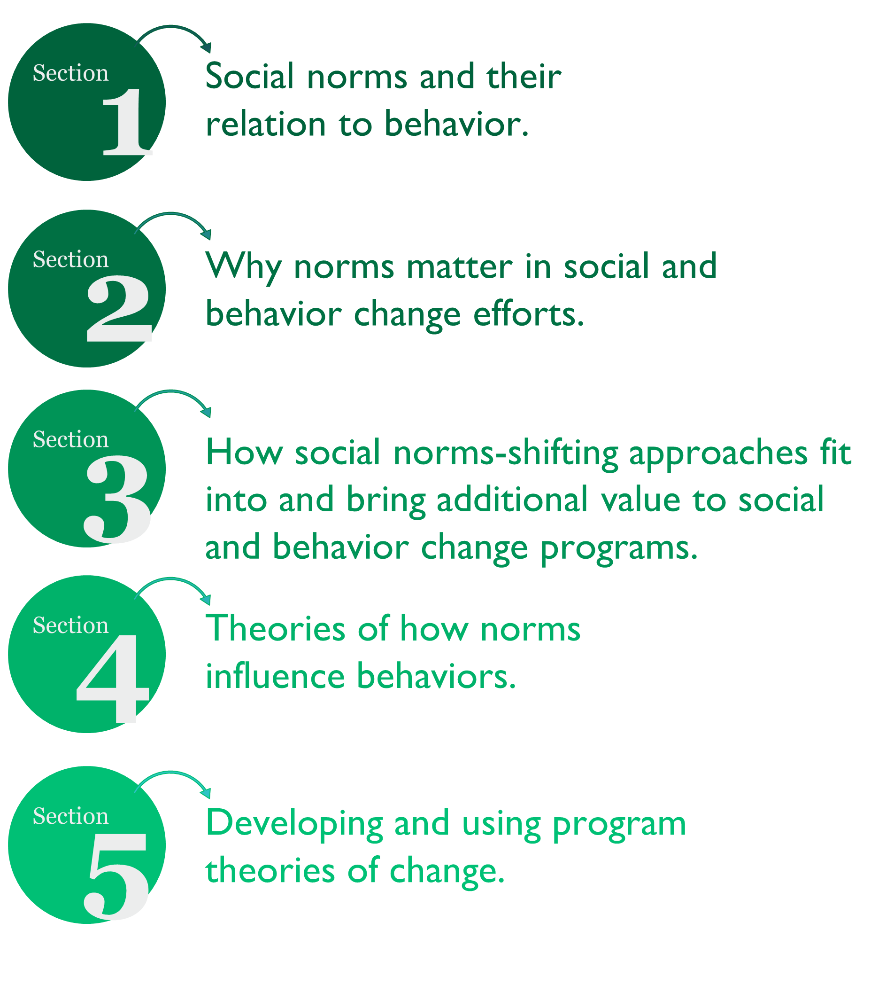 Section
1
Social norms and their
relation to behavior.
Section
2
Why norms matter in social and
behavior change efforts.
Section
3
How social norms-shifting approaches fit
into and bring additional value to social
and behavior change programs.
Section
4
Theories of how norms
influence behaviors.
Section
5
Developing and using program
theories of change.